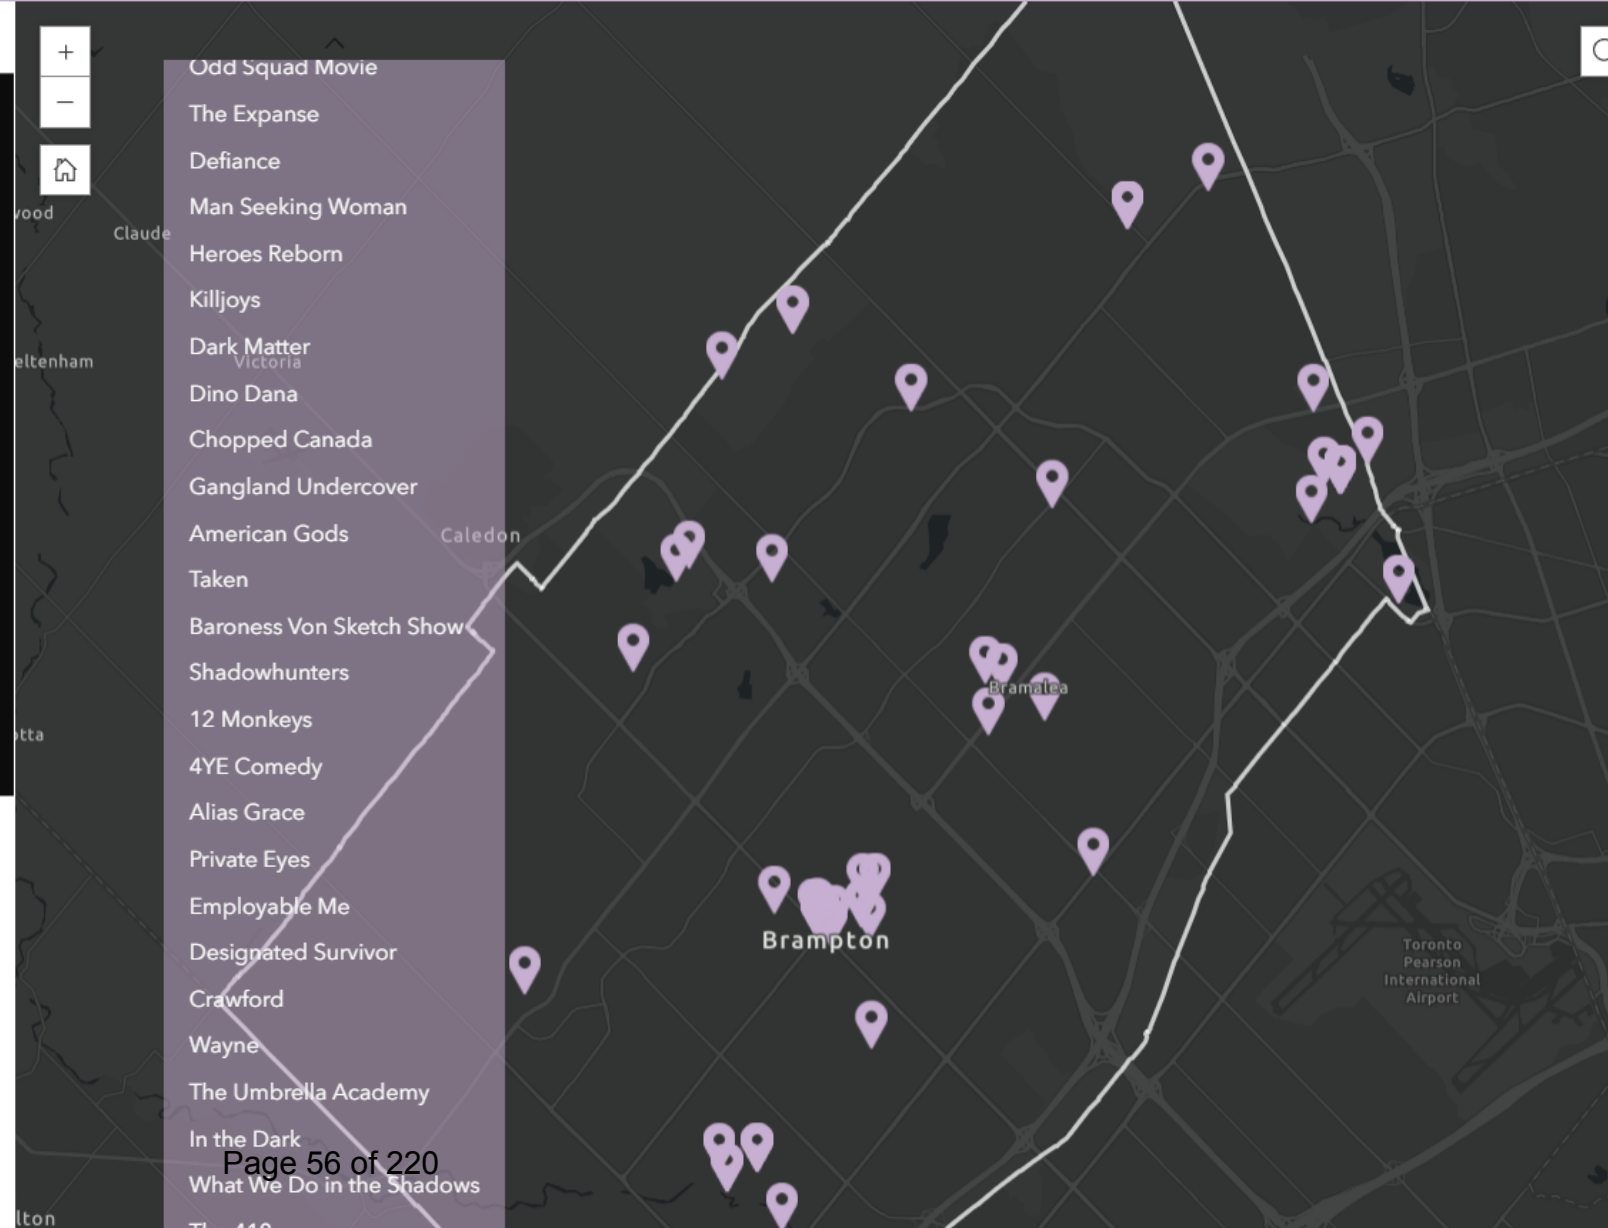 +
−
Odd Squad Movie
The Expanse
Defiance
Man Seeking Woman
Heroes Reborn
Killjoys
Dark Matter
Dino Dana
Chopped Canada
Gangland Undercover
American Gods
Taken
Baroness Von Sketch Show
Shadowhunters
12 Monkeys
4YE Comedy
Alias Grace
Private Eyes
Employable Me
Designated Survivor
Crawford
Wayne
The Umbrella Academy
In the Dark
Page 56 of 220
What We Do in the Shadows
Claude
Victoria
eltenham
Caledon
Bramalea
Brampton
Toronto
Pearson
International
Airport
wood
otta
lton